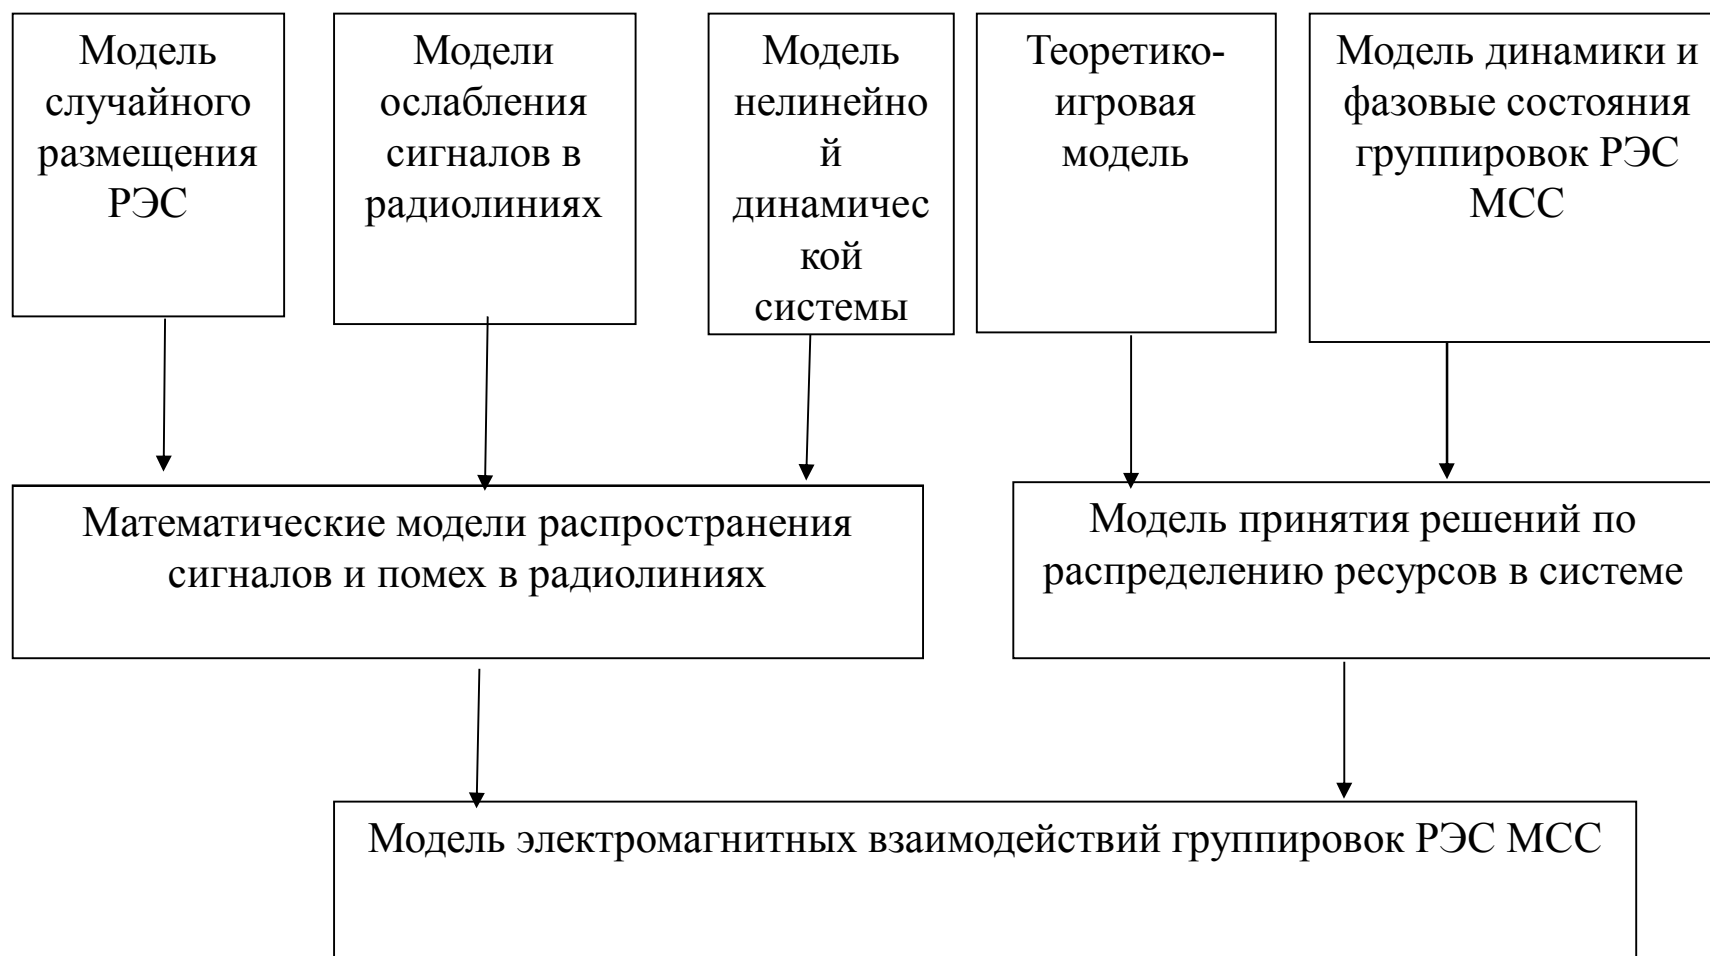 Модель
случайного
размещения
РЭС
Модели
ослабления
сигналов в
радиолиниях
Модель
нелинейно
й
динамичес
кой
системы
Теоретико-
игровая
модель
Модель динамики и
фазовые состояния
группировок РЭС
МСС
Математические модели распространения
сигналов и помех в радиолиниях
Модель принятия решений по
распределению ресурсов в системе
Модель электромагнитных взаимодействий группировок РЭС МСС